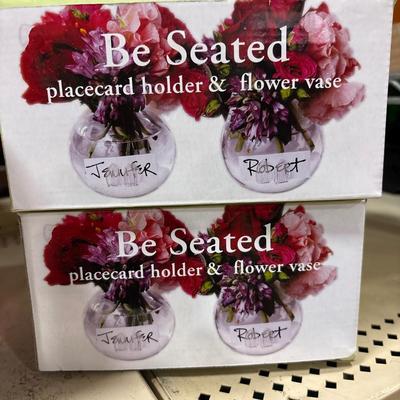 Be Seated
placecard holder & flower vase
Jennifer
Robert
Be Seated
placecard holder & flower vase
Jennifer
Robert